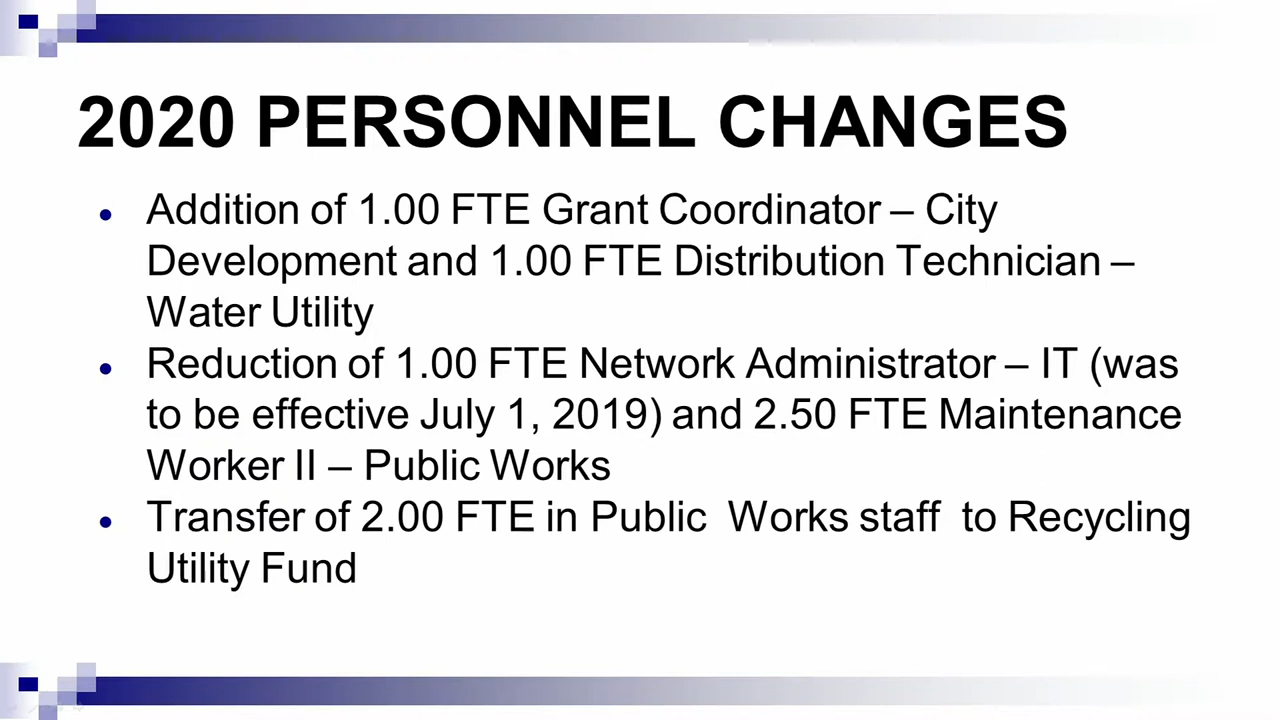 2020 PERSONNEL CHANGES
• Addition of 1.00 FTE Grant Coordinator – City
Development and 1.00 FTE Distribution Technician –
Water Utility
• Reduction of 1.00 FTE Network Administrator – IT (was
to be effective July 1, 2019) and 2.50 FTE Maintenance
Worker II – Public Works
• Transfer of 2.00 FTE in Public  Works staff  to Recycling
Utility Fund